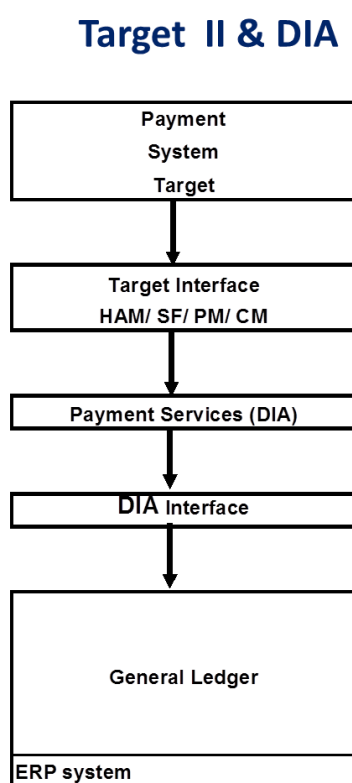 Target II & DIA
Payment
System
Target
Target Interface
HAM/ SF/ PM/ CM
Payment Services (DIA)
DIA Interface
General Ledger
ERP system